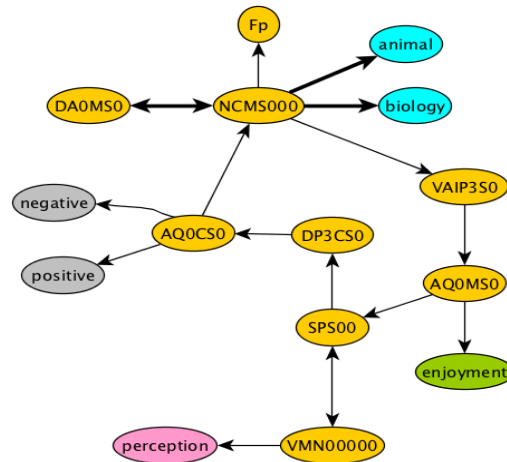 Fp
animal
DA0MS0
NCMS000
biology
VAIP3S0
negative
AQ0CS0
DP3CS0
positive
AQ0MS0
SPS00
enjoyment
perception
VMN00000